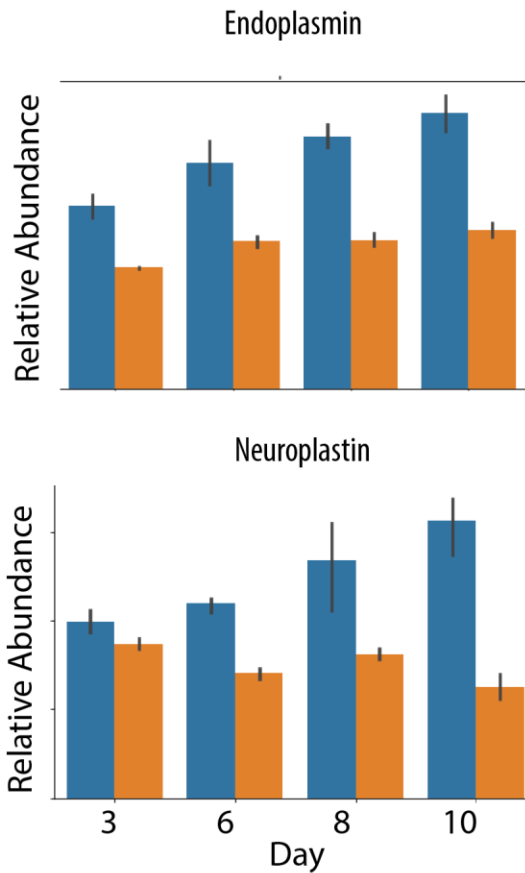 Endoplasmin
Relative Abundance
Neuroplastin
Relative Abundance
3 6 8 10
Day